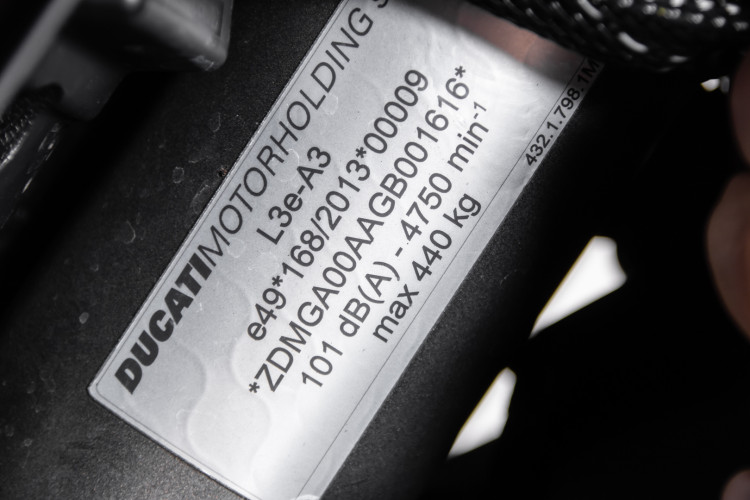 DUCATIMOTORHOLDING S
L3e-A3
e49*168/2013*00009
*ZDMGA00AAGB001616*
101 dB(A) - 4750 min-1
max 440 kg
432.1.798.1M